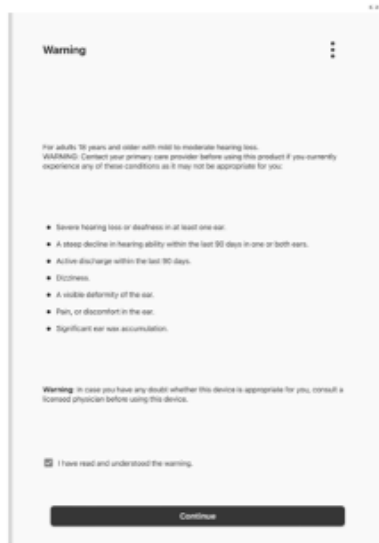 Warning
For adults 18 years and older with mild to moderate hearing loss.
WARNING: Contact your primary care provider before using this product if you currently
experience any of these conditions as it may not be appropriate for you:
Severe hearing loss or deafness in at least one ear.
A steep decline in hearing ability within the last 90 days in one or both ears.
Active discharge within the last 90 days.
Dizziness.
A visible deformity of the ear.
Pain, or discomfort in the ear.
Significant ear wax accumulation.
Warning: In case you have any doubt whether this device is appropriate for you, consult a
licensed physician before using this device.
I have read and understood the warning.
Continue